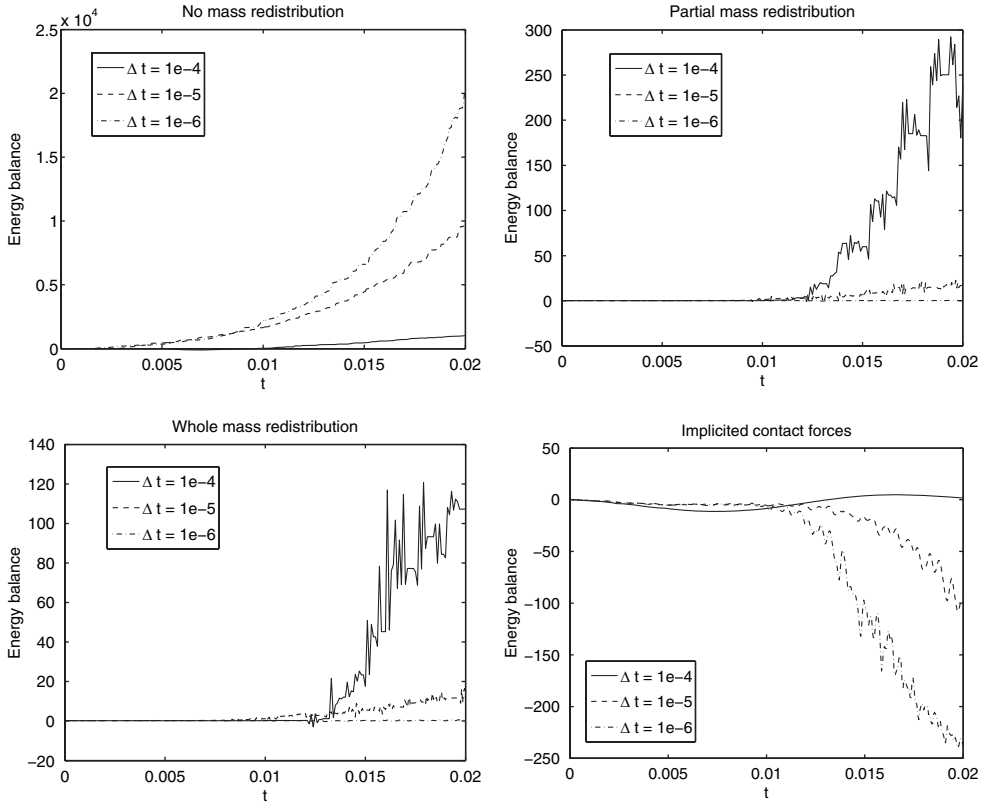 No mass redistribution
x 10⁴
2.5
2
1.5
1
0.5
0
0 0.005 0.01 0.015 0.02
Energy balance
t
Δ t = 1e−4
Δ t = 1e−5
Δ t = 1e−6
Partial mass redistribution
300
250
200
150
100
50
0
−50
0 0.005 0.01 0.015 0.02
Energy balance
t
Δ t = 1e−4
Δ t = 1e−5
Δ t = 1e−6
Whole mass redistribution
140
120
100
80
60
40
20
0
−20
0 0.005 0.01 0.015 0.02
Energy balance
t
Δ t = 1e−4
Δ t = 1e−5
Δ t = 1e−6
Implicited contact forces
50
0
−50
−100
−150
−200
−250
0 0.005 0.01 0.015 0.02
Energy balance
t
Δ t = 1e−4
Δ t = 1e−5
Δ t = 1e−6